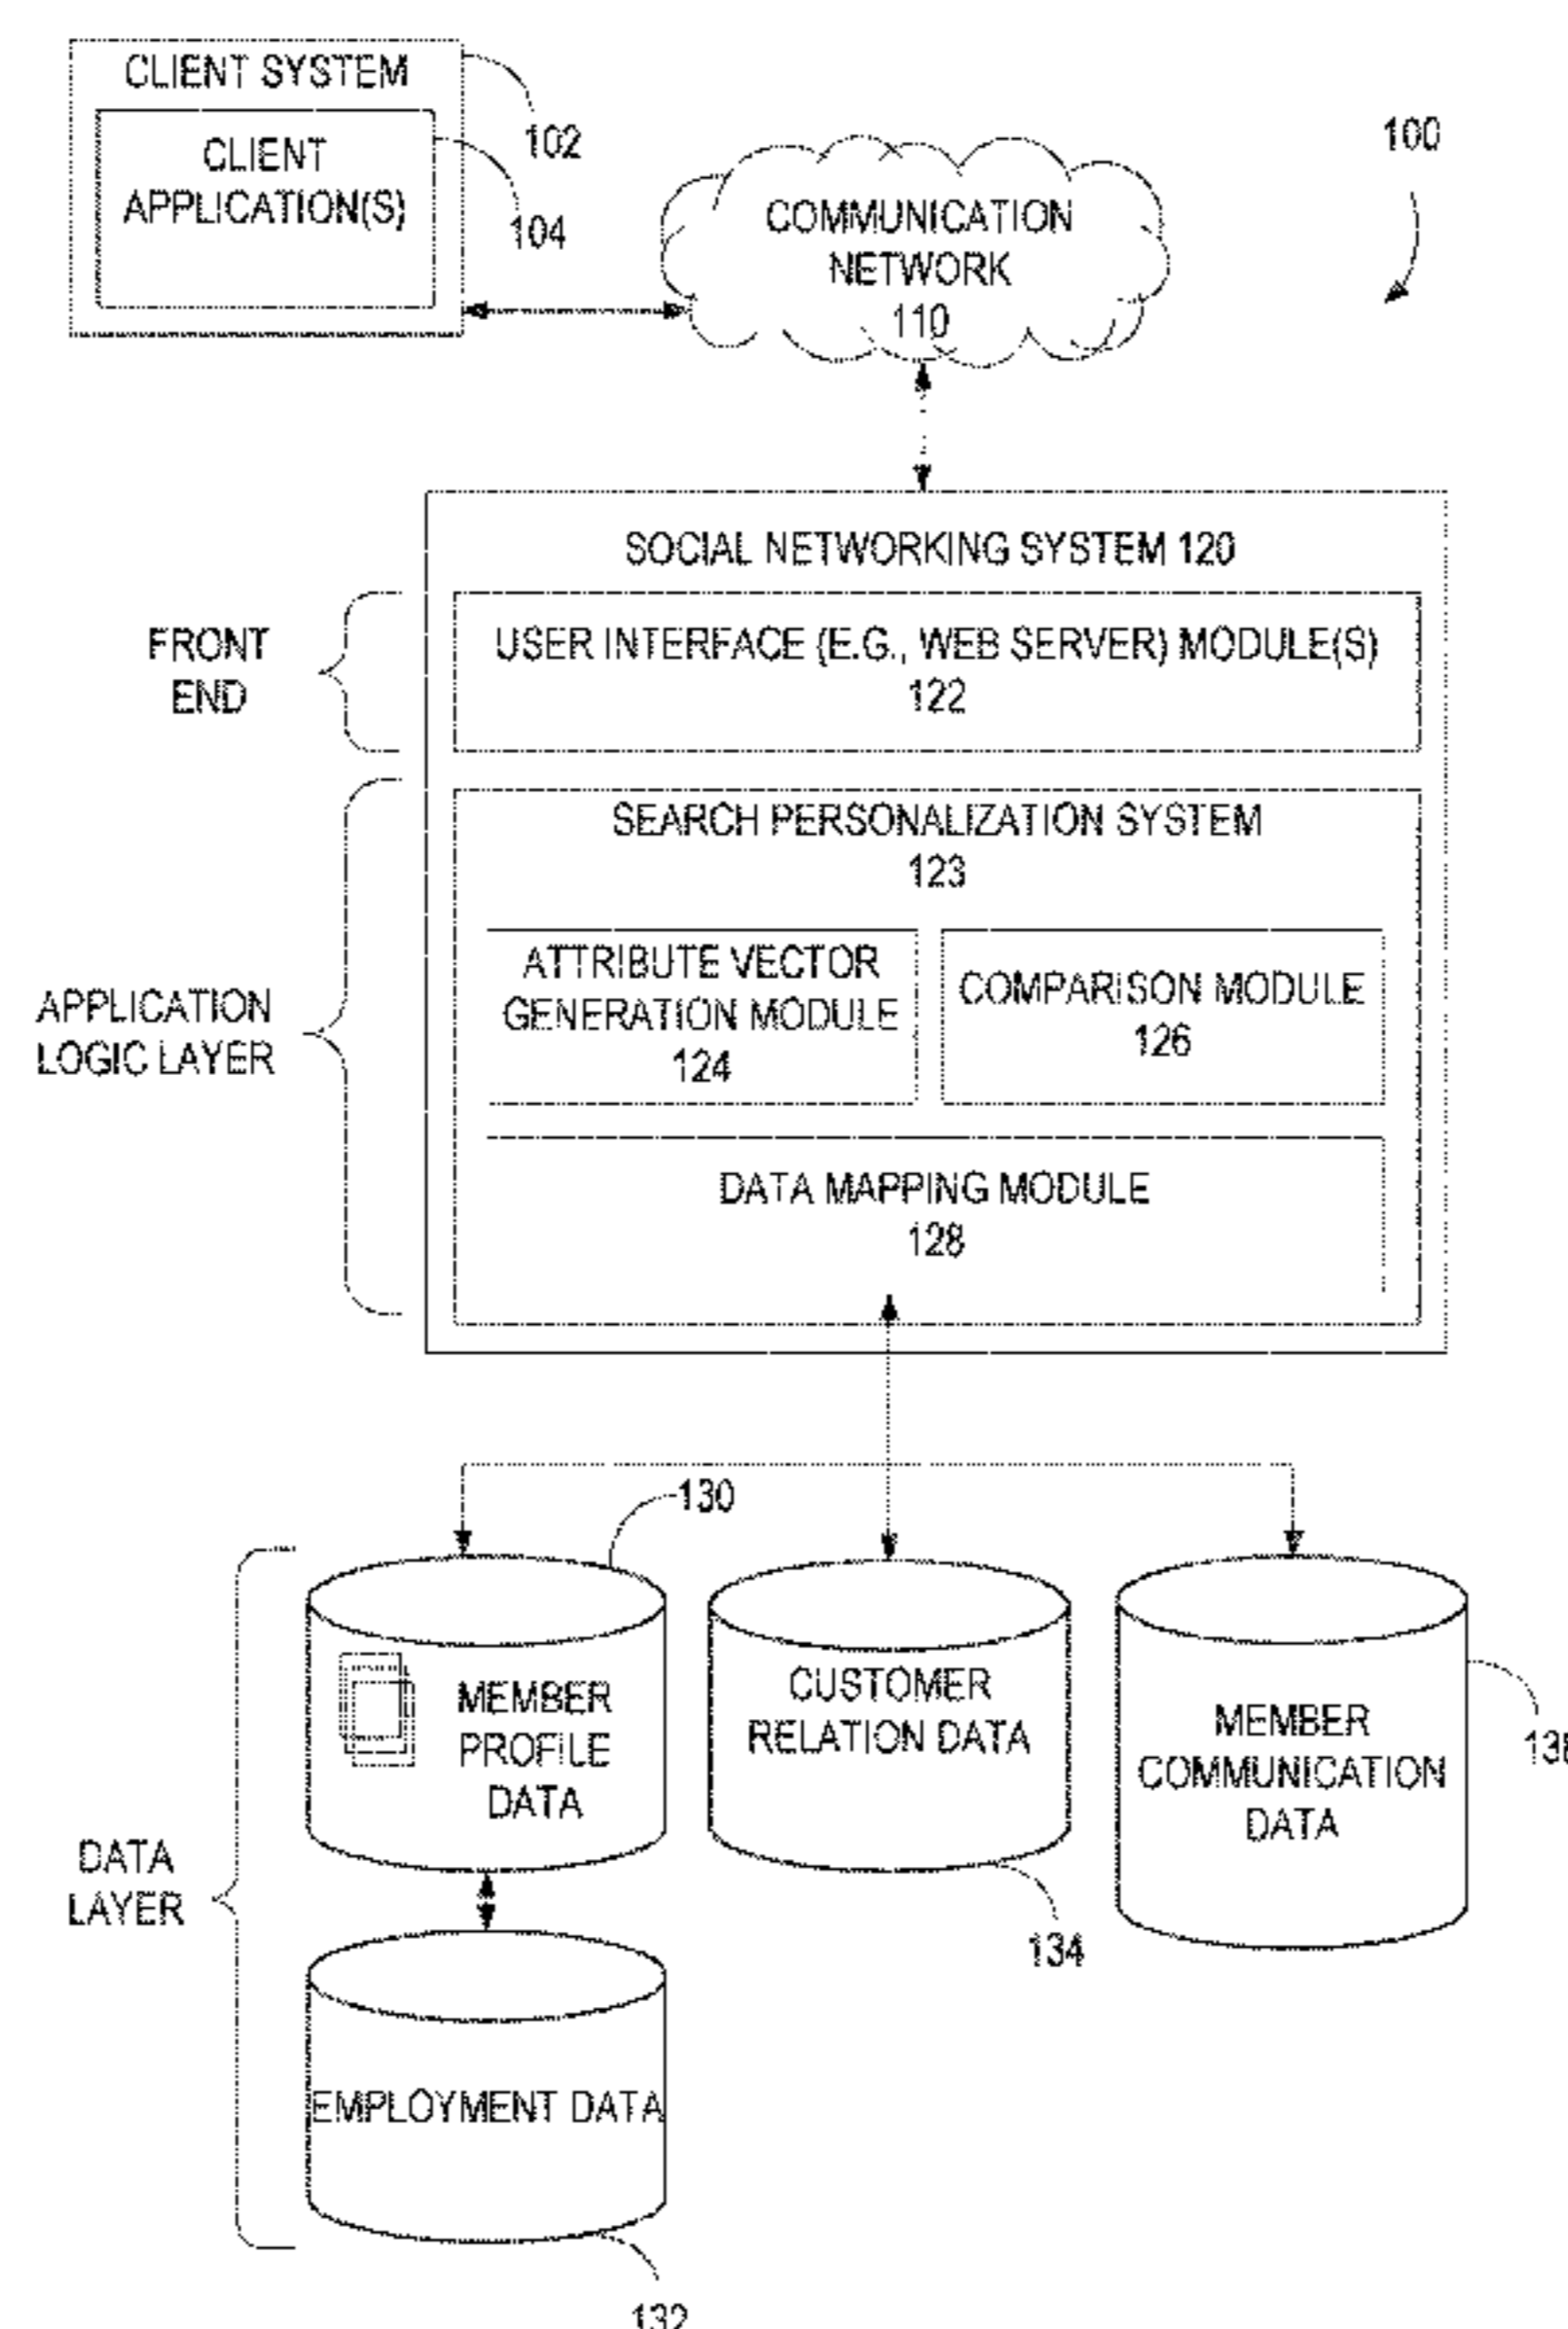 CLIENT SYSTEM
CLIENT
APPLICATION(S)
102
104
COMMUNICATION
NETWORK
110
100
SOCIAL NETWORKING SYSTEM 120
FRONT
END
USER INTERFACE (E.G., WEB SERVER) MODULE(S)
122
APPLICATION
LOGIC LAYER
SEARCH PERSONALIZATION SYSTEM
123
ATTRIBUTE VECTOR
GENERATION MODULE
124
COMPARISON MODULE
126
DATA MAPPING MODULE
128
130
DATA
LAYER
MEMBER
PROFILE
DATA
CUSTOMER
RELATION DATA
134
MEMBER
COMMUNICATION
DATA
EMPLOYMENT DATA
132